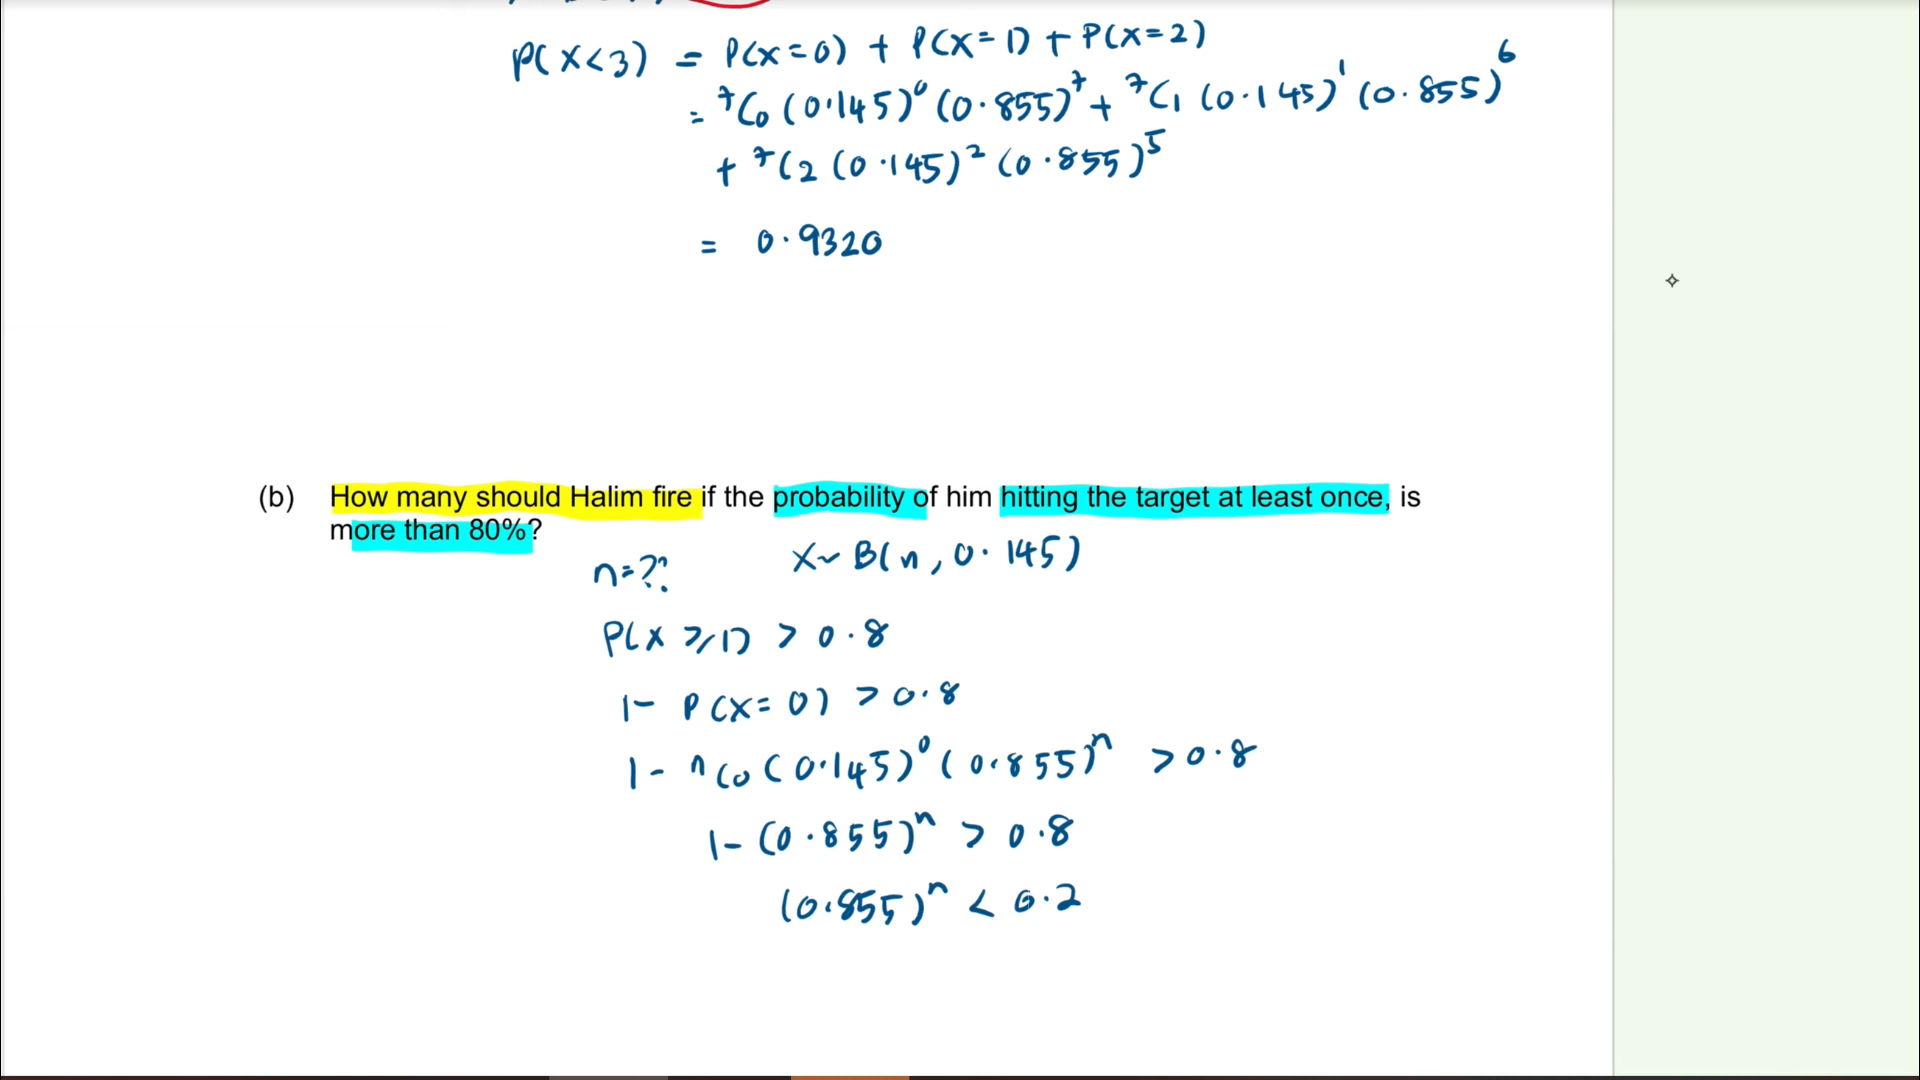 P(X<3) = P(X=0) + P(X=1) + P(X=2)
= ⁷C₀ (0.145)⁰ (0.855)⁷ + ⁷C₁ (0.145)¹ (0.855)⁶
+ ⁷C₂ (0.145)² (0.855)⁵
= 0.9320
(b) How many should Halim fire if the probability of him hitting the target at least once, is
more than 80%?
n=?? X~B(n, 0.145)
P(X ≥ 1) > 0.8
1 - P(X=0) > 0.8
1 - ⁿC₀ (0.145)⁰ (0.855)ⁿ > 0.8
1 - (0.855)ⁿ > 0.8
(0.855)ⁿ < 0.2